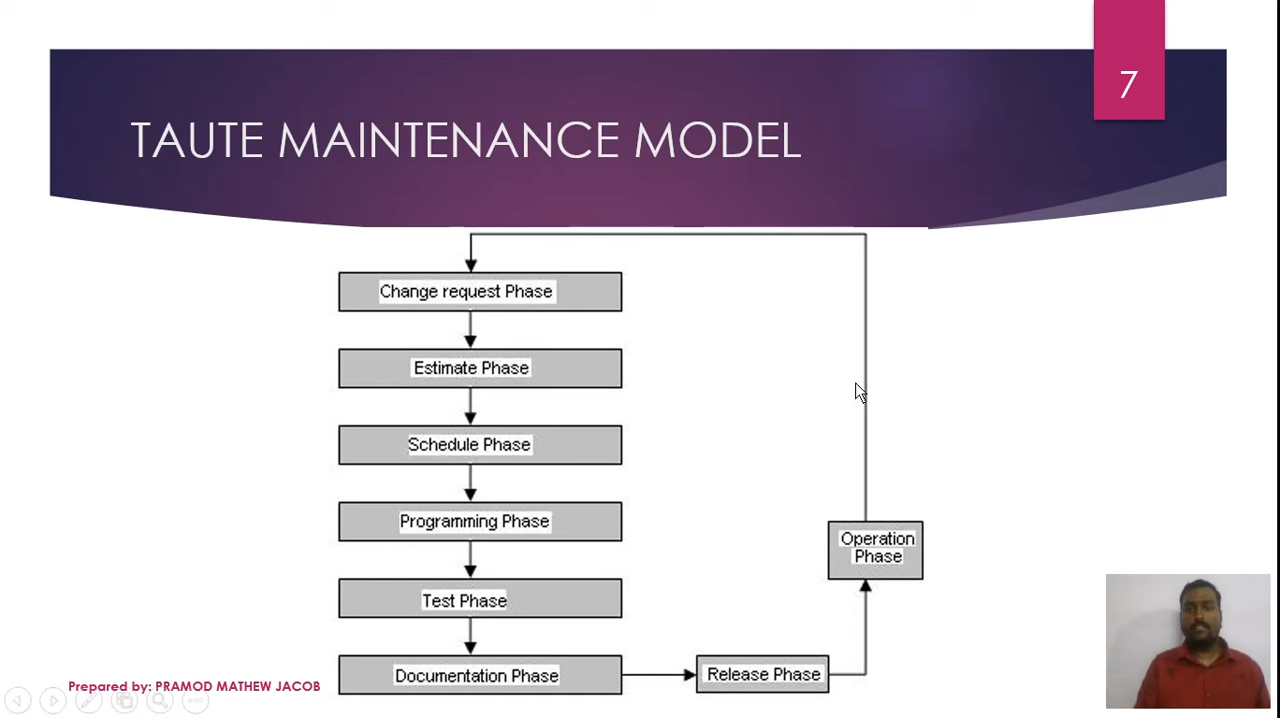 7
TAUTE MAINTENANCE MODEL
Change request Phase
Estimate Phase
Schedule Phase
Programming Phase
Operation
Phase
Test Phase
Documentation Phase
Release Phase
Prepared by: PRAMOD MATHEW JACOB